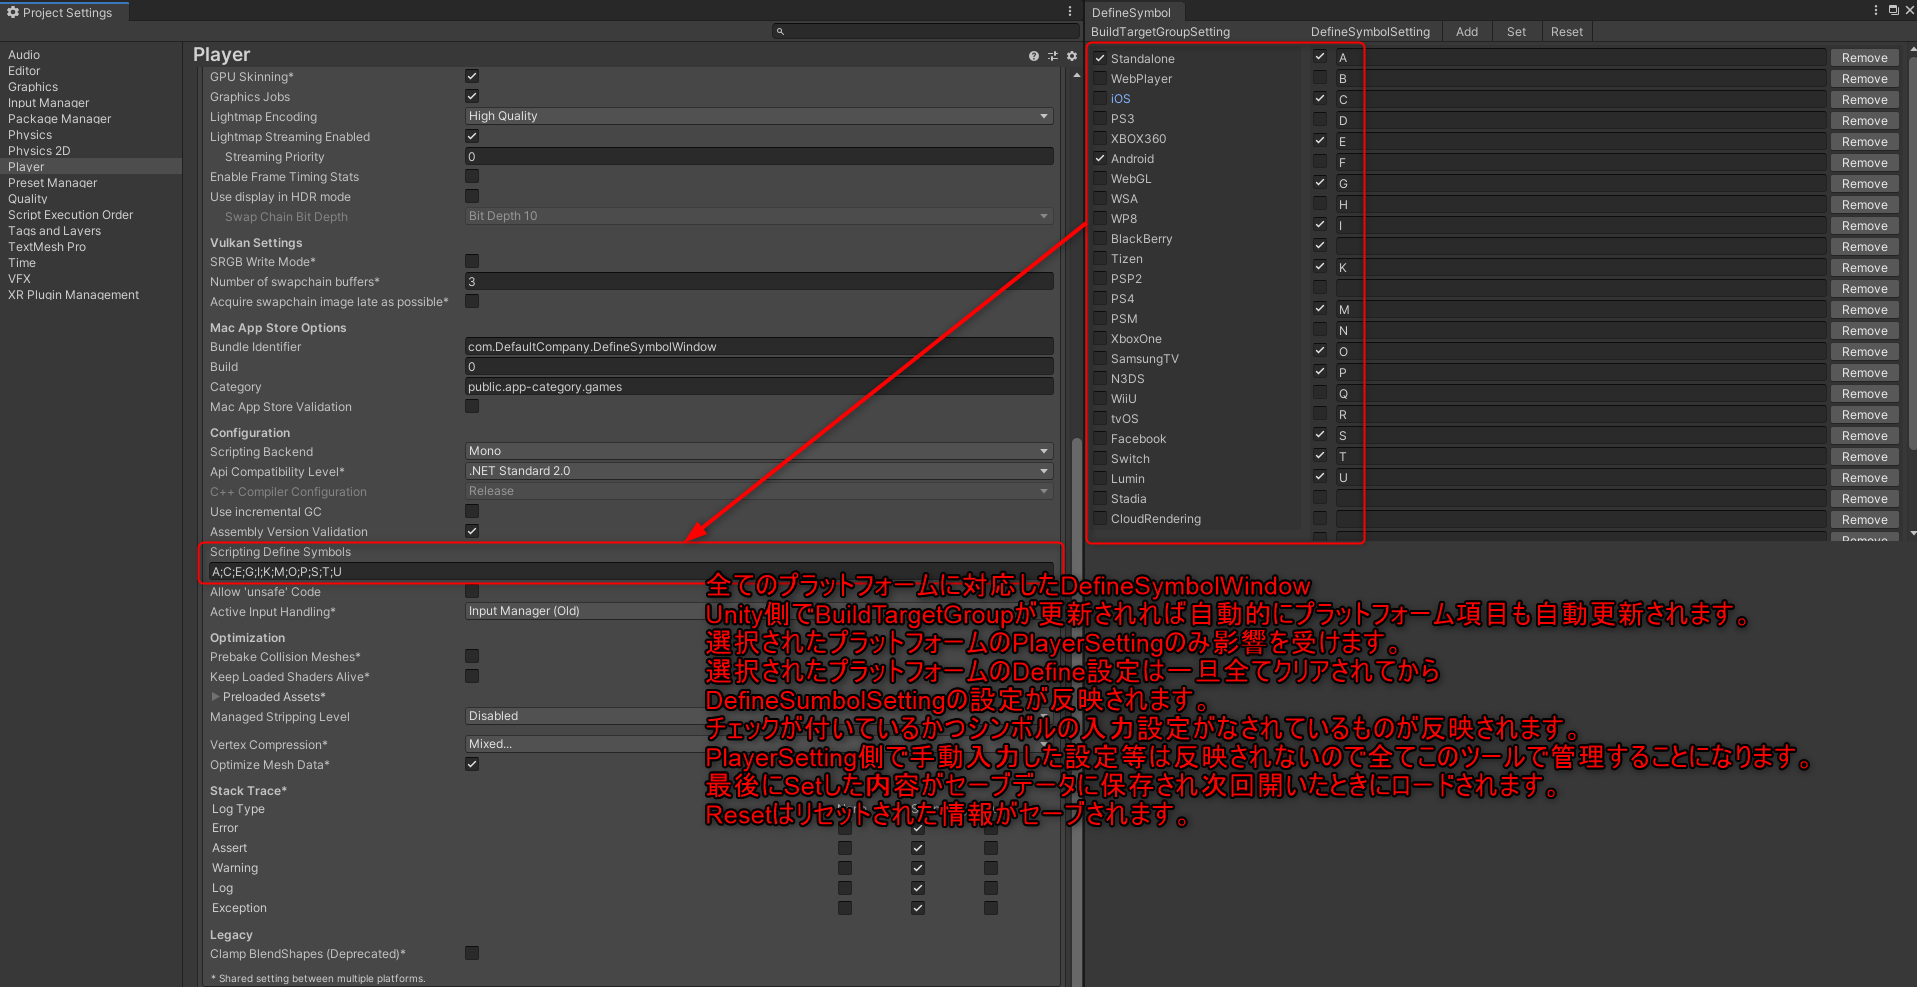 Project Settings
Audio
Editor
Graphics
Input Manager
Package Manager
Physics
Physics 2D
Player
Preset Manager
Quality
Script Execution Order
Tags and Layers
TextMesh Pro
Time
VFX
XR Plugin Management
Player
GPU Skinning*
Graphics Jobs
Lightmap Encoding High Quality
Lightmap Streaming Enabled
Streaming Priority 0
Enable Frame Timing Stats
Use display in HDR mode
Swap Chain Bit Depth Bit Depth 10
Vulkan Settings
SRGB Write Mode*
Number of swapchain buffers* 3
Acquire swapchain image late as possible*
Mac App Store Options
Bundle Identifier com.DefaultCompany.DefineSymbolWindow
Build 0
Category public.app-category.games
Mac App Store Validation
Configuration
Scripting Backend Mono
Api Compatibility Level* .NET Standard 2.0
C++ Compiler Configuration Release
Use incremental GC
Assembly Version Validation
Scripting Define Symbols
A;C;E;G;I;K;M;O;P;S;T;U
Allow 'unsafe' Code
Active Input Handling* Input Manager (Old)
Optimization
Prebake Collision Meshes*
Keep Loaded Shaders Alive*
Preloaded Assets*
Managed Stripping Level Disabled
Vertex Compression* Mixed...
Optimize Mesh Data*
Stack Trace*
Log Type
Error
Assert
Warning
Log
Exception
Legacy
Clamp BlendShapes (Deprecated)*
* Shared setting between multiple platforms.
DefineSymbol
BuildTargetGroupSetting DefineSymbolSetting Add Set Reset
Standalone
WebPlayer
iOS
PS3
XBOX360
Android
WebGL
WSA
WP8
BlackBerry
Tizen
PSP2
PS4
PSM
XboxOne
SamsungTV
N3DS
WiiU
tvOS
Facebook
Switch
Lumin
Stadia
CloudRendering
A Remove
B Remove
C Remove
D Remove
E Remove
F Remove
G Remove
H Remove
I Remove
Remove
K Remove
Remove
M Remove
N Remove
O Remove
P Remove
Q Remove
R Remove
S Remove
T Remove
U Remove
Remove
Remove
Remove
全てのプラットフォームに対応したDefineSymbolWindow
Unity側でBuildTargetGroupが更新されれば自動的にプラットフォーム項目も自動更新されます。
選択されたプラットフォームのPlayerSettingのみ影響を受けます。
選択されたプラットフォームのDefine設定は一旦全てクリアされてから
DefineSumbolSettingの設定が反映されます。
チェックが付いているかつシンボルの入力設定がなされているものが反映されます。
PlayerSetting側で手動入力した設定等は反映されないので全てこのツールで管理することになります。
最後にSetした内容がセーブデータに保存され次回開いたときにロードされます。
Resetはリセットされた情報がセーブされます。